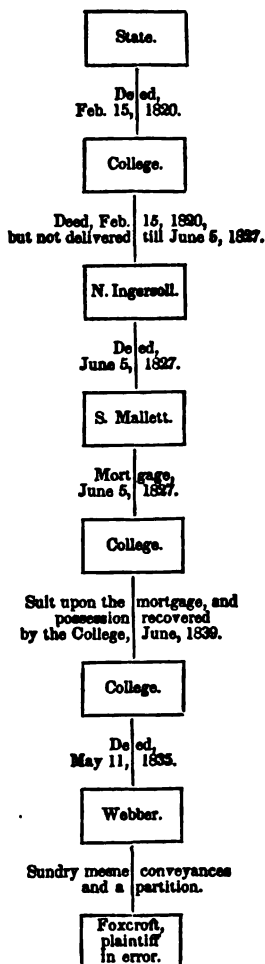 State.
Deed,
Feb. 15, 1820.
College.
Deed, Feb. 15, 1820,
but not delivered till June 5, 1827.
N. Ingersoll.
Deed,
June 5, 1827.
S. Mallett.
Mortgage,
June 5, 1827.
College.
Suit upon the mortgage, and
possession recovered
by the College, June, 1839.
College.
Deed,
May 11, 1835.
Webber.
Sundry mesne conveyances
and a partition.
Foxcroft,
plaintiff
in error.